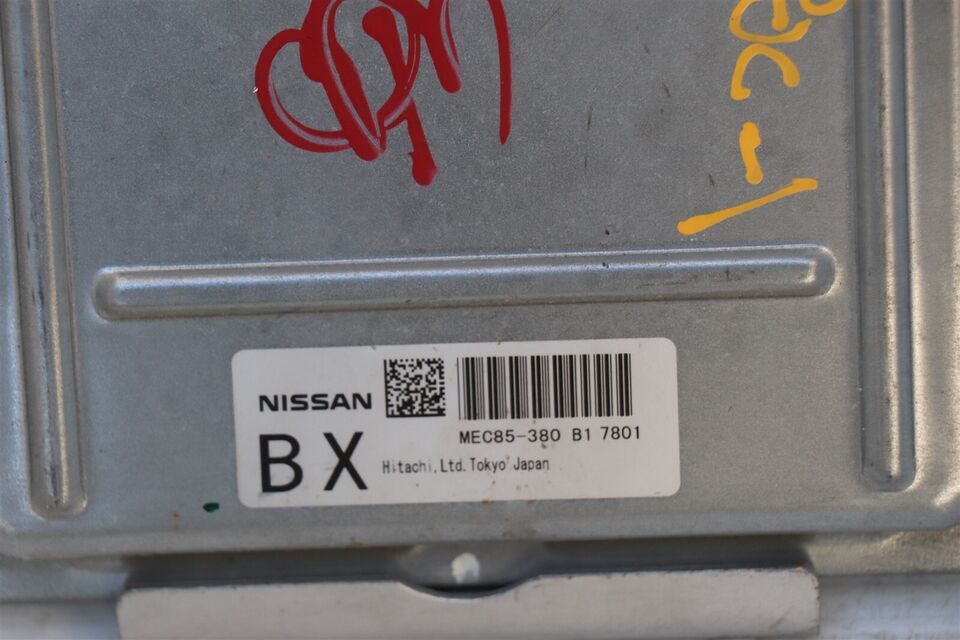 NISSAN
BX
MEC85-380 B1 7801
Hitachi,Ltd.Tokyo Japan